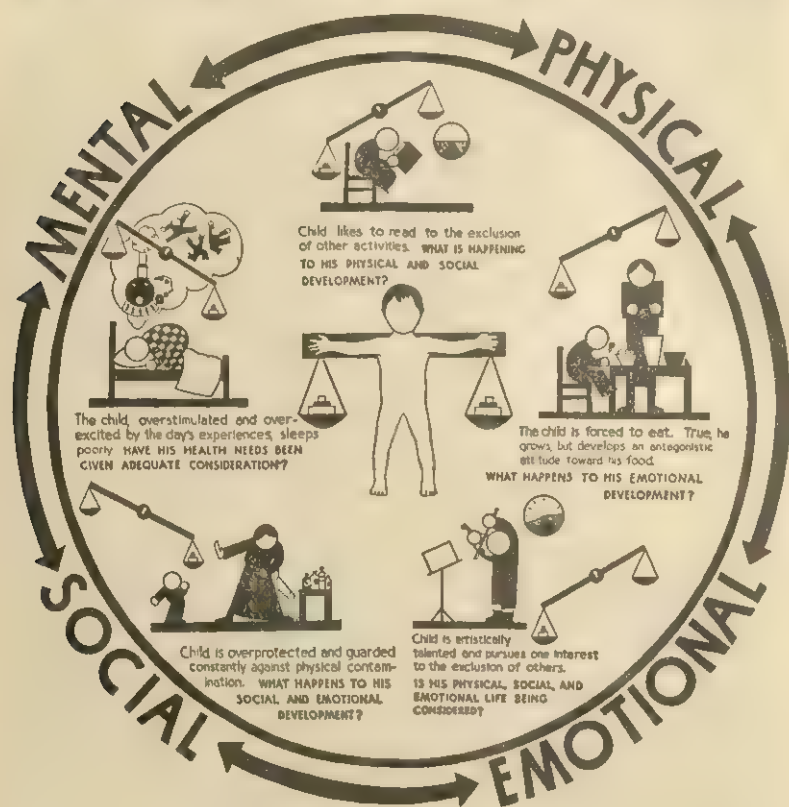 MENTAL
PHYSICAL
Child likes to read to the exclusion
of other activities. WHAT IS HAPPENING
TO HIS PHYSICAL AND SOCIAL
DEVELOPMENT?
The child, overstimulated and over-
excited by the day's experiences, sleeps
poorly HAVE HIS HEALTH NEEDS BEEN
GIVEN ADEQUATE CONSIDERATION?
The child is forced to eat. True, he
grows, but develops an antagonistic
attitude toward his food.
WHAT HAPPENS TO HIS EMOTIONAL
DEVELOPMENT?
Child is overprotected and guarded
constantly against physical contam-
ination. WHAT HAPPENS TO HIS
SOCIAL AND EMOTIONAL
DEVELOPMENT?
Child is artistically
talented and pursues one interest
to the exclusion of others.
IS HIS PHYSICAL, SOCIAL, AND
EMOTIONAL LIFE BEING
CONSIDERED?
SOCIAL
EMOTIONAL